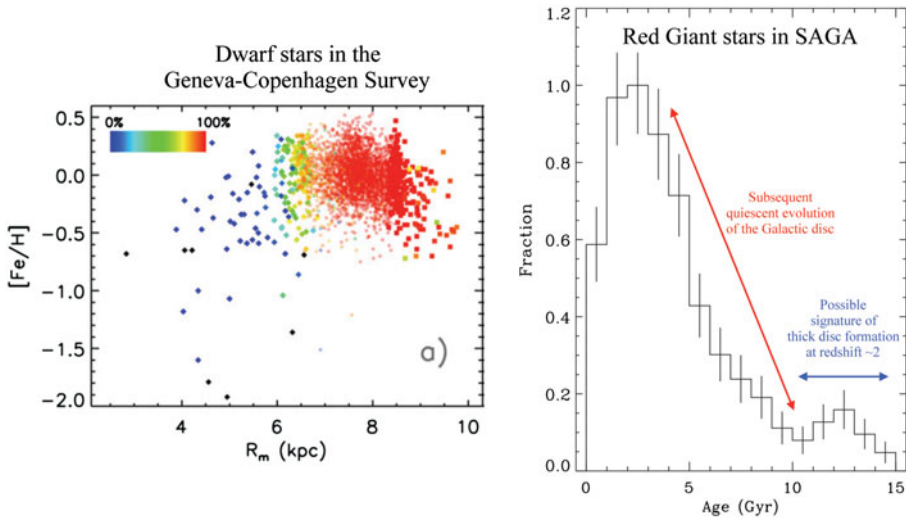 Dwarf stars in the
Geneva-Copenhagen Survey
0%
100%
[Fe/H]
0.5
0.0
-0.5
-1.0
-1.5
-2.0
a)
4
6
8
10
R_m (kpc)
Red Giant stars in SAGA
Fraction
1.0
0.8
0.6
0.4
0.2
0.0
Subsequent
quiescent evolution
of the Galactic disc
Possible
signature of
thick disc formation
at redshift ~2
0
5
10
15
Age (Gyr)